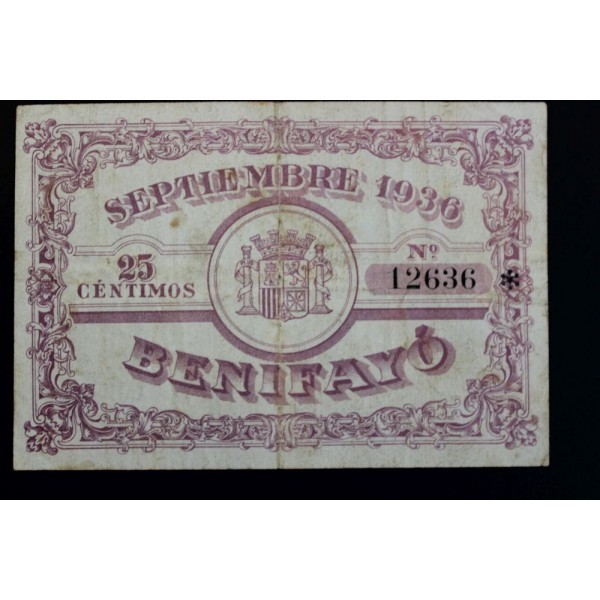 SEPTIEMBRE 1936
25
CÉNTIMOS
Nº
12636 *
BENIFAYÓ